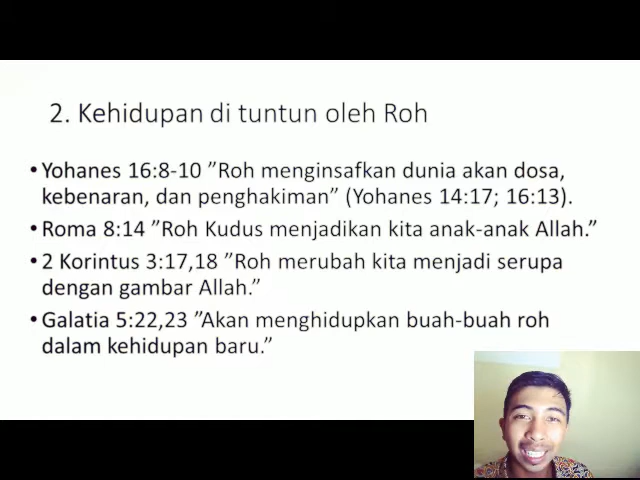 2. Kehidupan di tuntun oleh Roh
• Yohanes 16:8-10 ”Roh menginsafkan dunia akan dosa,
kebenaran, dan penghakiman” (Yohanes 14:17; 16:13).
• Roma 8:14 ”Roh Kudus menjadikan kita anak-anak Allah.”
• 2 Korintus 3:17,18 ”Roh merubah kita menjadi serupa
dengan gambar Allah.”
• Galatia 5:22,23 ”Akan menghidupkan buah-buah roh
dalam kehidupan baru.”